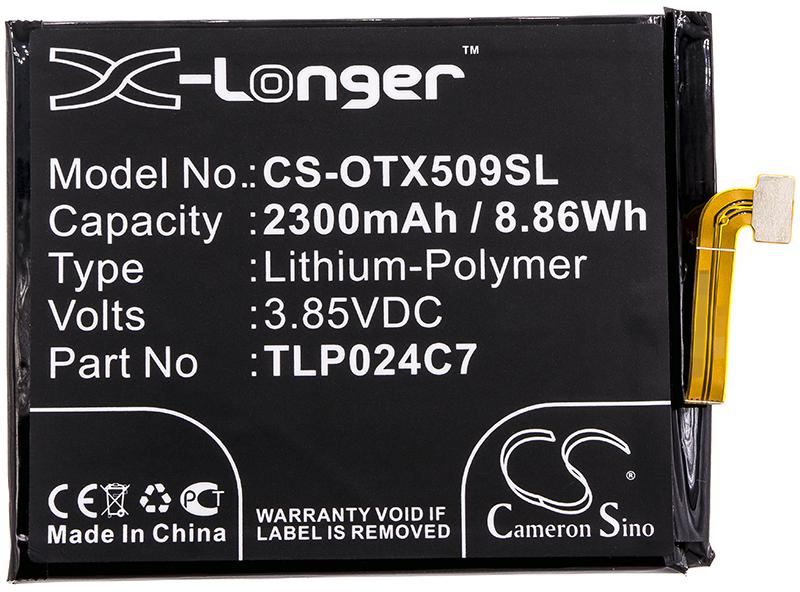 X-Longer™
Model No.: CS-OTX509SL
Capacity : 2300mAh / 8.86Wh
Type : Lithium-Polymer
Volts : 3.85VDC
Part No : TLP024C7
CE PCT
Made In China
WARRANTY VOID IF
LABEL IS REMOVED
CS®
Cameron Sino